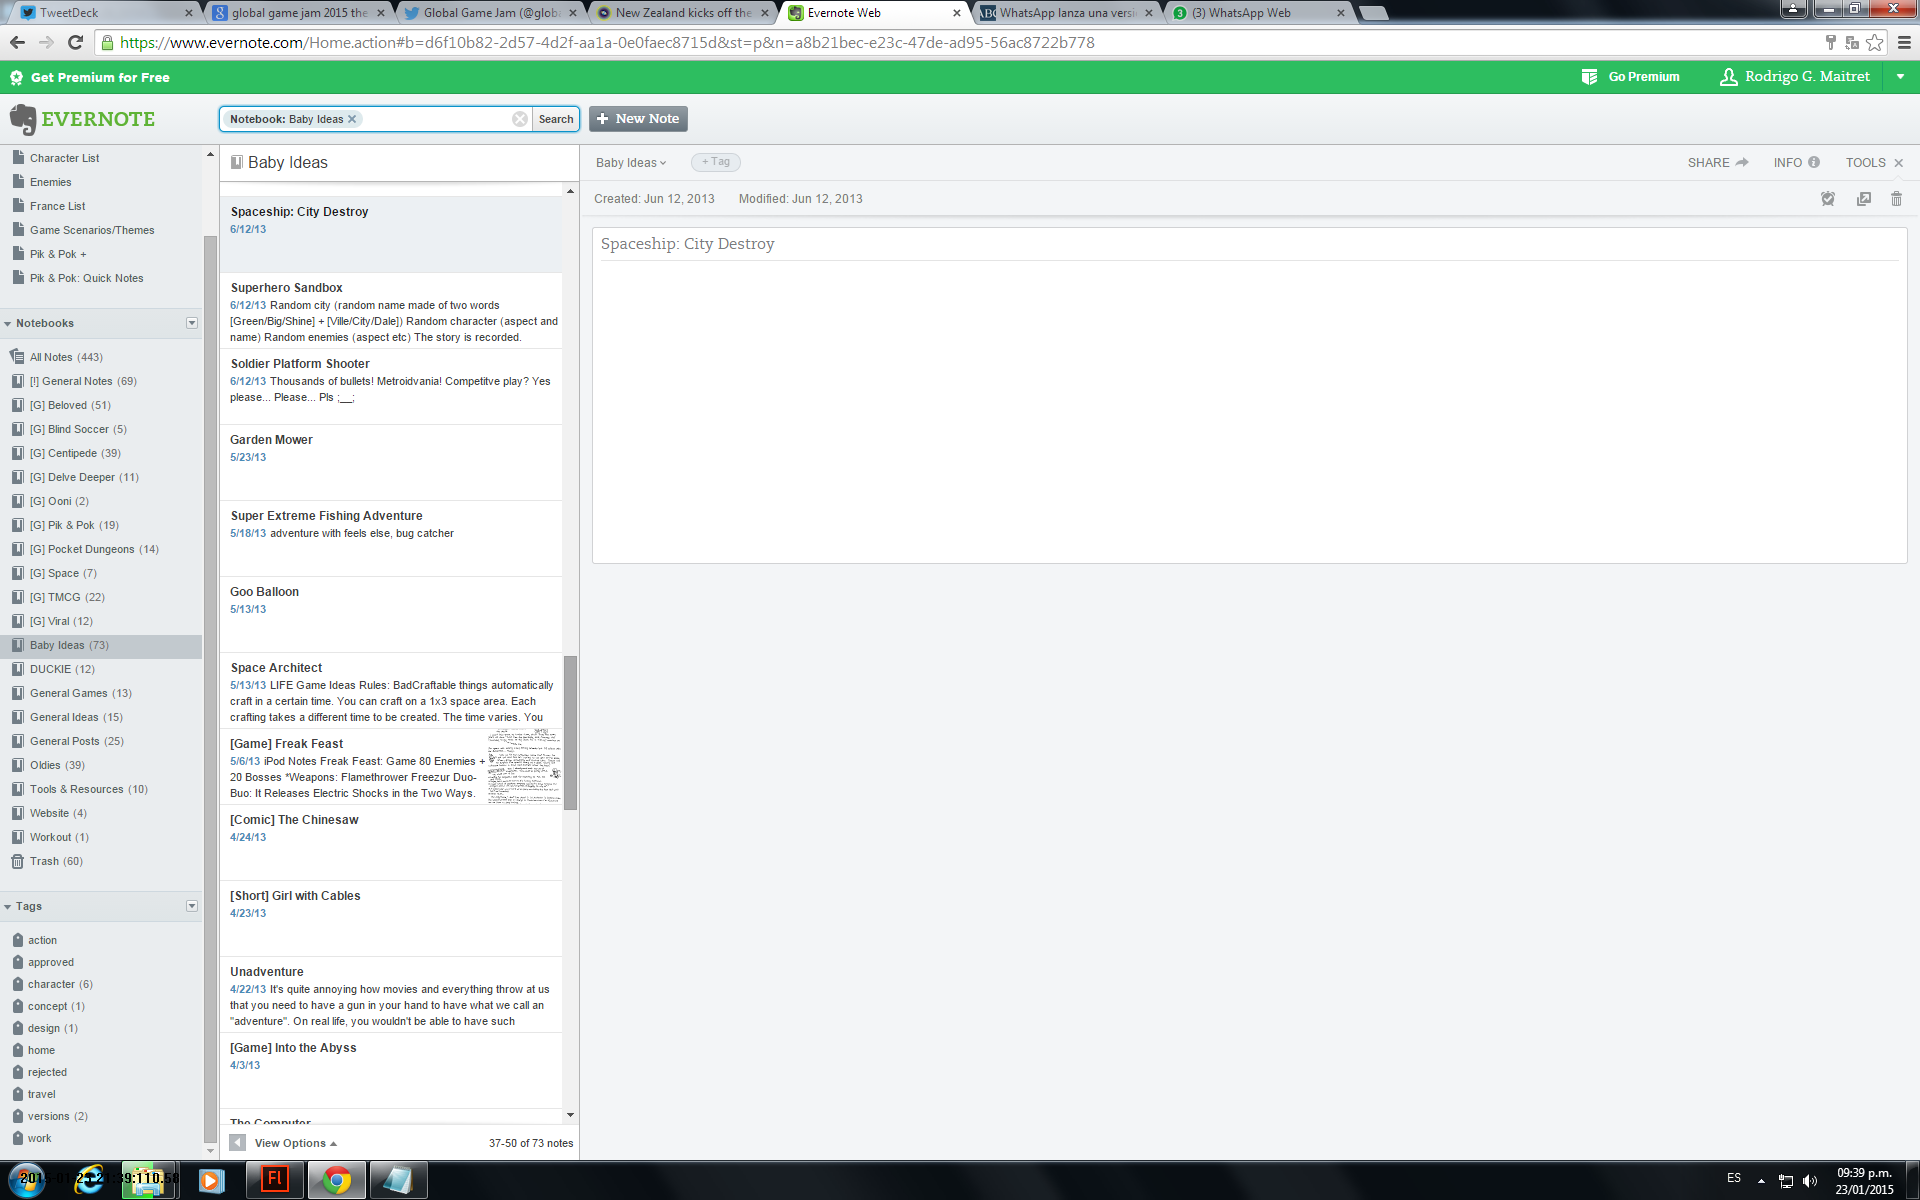 TweetDeck
global game jam 2015 the
Global Game Jam (@globa
New Zealand kicks off the
Evernote Web
WhatsApp lanza una versi
(3) WhatsApp Web
https://www.evernote.com/Home.action#b=d6f10b82-2d57-4d2f-aa1a-0e0faec8715d&st=p&n=a8b21bec-e23c-47de-ad95-56ac8722b778
Get Premium for Free
Go Premium
Rodrigo G. Maitret
EVERNOTE
Notebook: Baby Ideas
Search
+ New Note
Character List
Enemies
France List
Game Scenarios/Themes
Pik & Pok +
Pik & Pok: Quick Notes
Notebooks
All Notes (443)
[!] General Notes (69)
[G] Beloved (51)
[G] Blind Soccer (5)
[G] Centipede (39)
[G] Delve Deeper (11)
[G] Ooni (2)
[G] Pik & Pok (19)
[G] Pocket Dungeons (14)
[G] Space (7)
[G] TMCG (22)
[G] Viral (12)
Baby Ideas (73)
DUCKIE (12)
General Games (13)
General Ideas (15)
General Posts (25)
Oldies (39)
Tools & Resources (10)
Website (4)
Workout (1)
Trash (60)
Tags
action
approved
character (6)
concept (1)
design (1)
home
rejected
travel
versions (2)
work
Baby Ideas
Spaceship: City Destroy
6/12/13
Superhero Sandbox
6/12/13 Random city (random name made of two words
[Green/Big/Shine] + [Ville/City/Dale]) Random character (aspect and
name) Random enemies (aspect etc) The story is recorded.
Soldier Platform Shooter
6/12/13 Thousands of bullets! Metroidvania! Competitve play? Yes
please... Please... Pls ;__;
Garden Mower
5/23/13
Super Extreme Fishing Adventure
5/18/13 adventure with feels else, bug catcher
Goo Balloon
5/13/13
Space Architect
5/13/13 LIFE Game Ideas Rules: BadCraftable things automatically
craft in a certain time. You can craft on a 1x3 space area. Each
crafting takes a different time to be created. The time varies. You
[Game] Freak Feast
5/6/13 iPod Notes Freak Feast: Game 80 Enemies +
20 Bosses *Weapons: Flamethrower Freezur Duo-
Buo: It Releases Electric Shocks in the Two Ways.
[Comic] The Chinesaw
4/24/13
[Short] Girl with Cables
4/23/13
Unadventure
4/22/13 It's quite annoying how movies and everything throw at us
that you need to have a gun in your hand to have what we call an
"adventure". On real life, you wouldn't be able to have such
[Game] Into the Abyss
4/3/13
The Computer
View Options
37-50 of 73 notes
Baby Ideas
+ Tag
SHARE
INFO
TOOLS
Created: Jun 12, 2013
Modified: Jun 12, 2013
Spaceship: City Destroy
Fl
ES
09:39 p.m.
23/01/2015